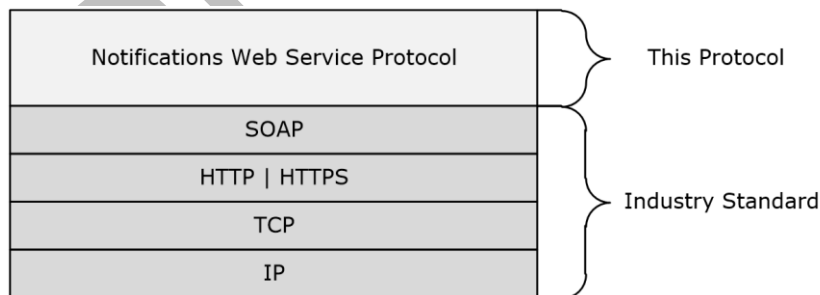 Notifications Web Service Protocol
This Protocol
SOAP
HTTP | HTTPS
TCP
IP
Industry Standard